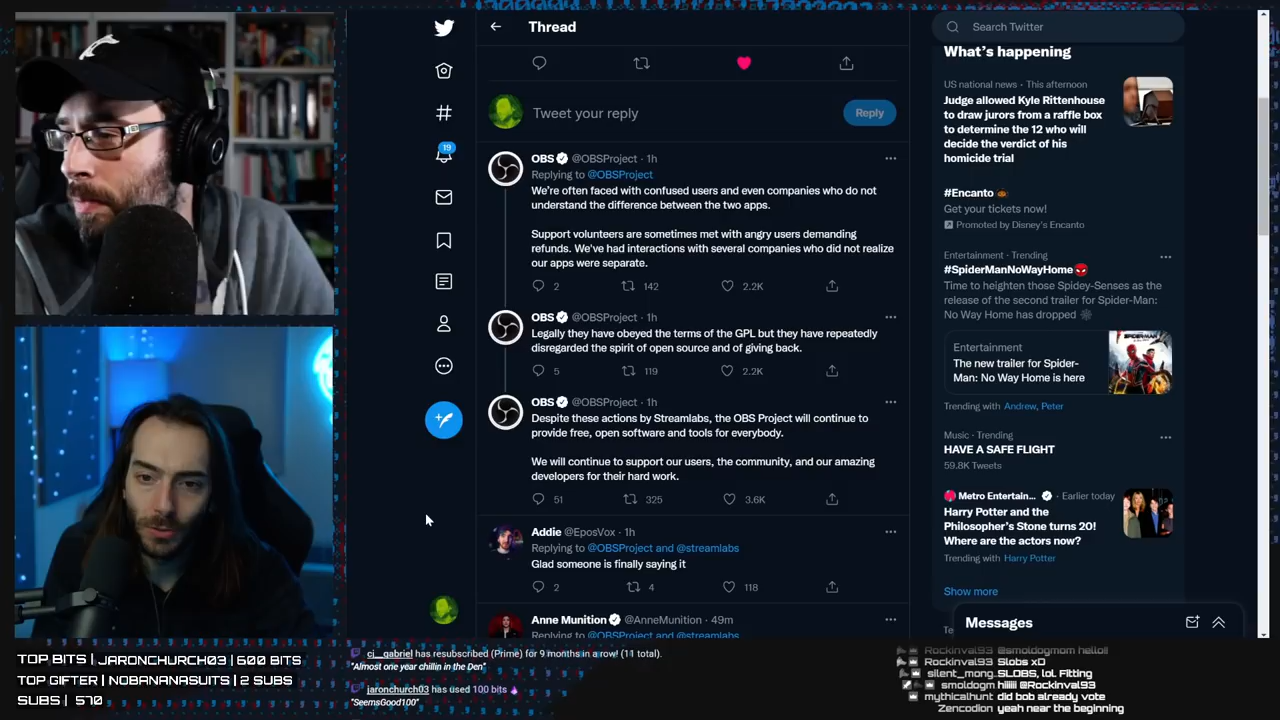 Thread
Tweet your reply
Reply
OBS @OBSProject · 1h
Replying to @OBSProject
We're often faced with confused users and even companies who do not
understand the difference between the two apps.
Support volunteers are sometimes met with angry users demanding
refunds. We've had interactions with several companies who did not realize
our apps were separate.
2 142 2.2K
OBS @OBSProject · 1h
Legally they have obeyed the terms of the GPL but they have repeatedly
disregarded the spirit of open source and of giving back.
5 119 2.2K
OBS @OBSProject · 1h
Despite these actions by Streamlabs, the OBS Project will continue to
provide free, open software and tools for everybody.
We will continue to support our users, the community, and our amazing
developers for their hard work.
51 325 3.6K
Addie @EposVox · 1h
Replying to @OBSProject and @streamlabs
Glad someone is finally saying it
2 4 118
Anne Munition @AnneMunition · 49m
Replying to @OBSProject and @streamlabs
19
Search Twitter
What's happening
US national news · This afternoon
Judge allowed Kyle Rittenhouse
to draw jurors from a raffle box
to determine the 12 who will
decide the verdict of his
homicide trial
#Encanto
Get your tickets now!
Promoted by Disney's Encanto
Entertainment · Trending
#SpiderManNoWayHome
Time to heighten those Spidey-Senses as the
release of the second trailer for Spider-Man:
No Way Home has dropped
Entertainment
The new trailer for Spider-
Man: No Way Home is here
Trending with Andrew, Peter
Music · Trending
HAVE A SAFE FLIGHT
59.8K Tweets
Metro Entertain... · Earlier today
Harry Potter and the
Philosopher's Stone turns 20!
Where are the actors now?
Trending with Harry Potter
Show more
Messages
TOP BITS | JARONCHURCH03 | 500 BITS
TOP GIFTER | NOBANANASUITS | 2 SUBS
SUBS | 570
ci__gabriel has resubscribed (Prime) for 9 months in a row! (11 total).
"Almost one year chillin in the Den"
jaronchurch03 has used 100 bits
"SeemsGood100"
Rockinval93 @smoldogmom hello!!
Rockinval93 Slobs xD
silent_mong.. SLOBS, lol. Fitting
smoldogm hiiiii @Rockinval93
mythicalhunt did bob already vote
Zencodion yeah near the beginning